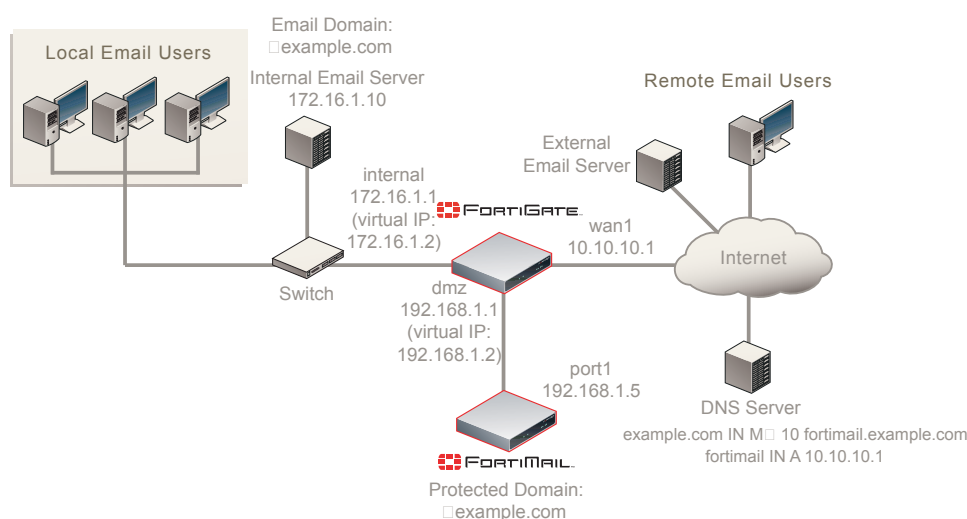 Email Domain:
□example.com
Local Email Users
Internal Email Server
172.16.1.10
Remote Email Users
External
Email Server
internal
172.16.1.1
(virtual IP:
172.16.1.2)
FORTIGATE
wan1
10.10.10.1
Internet
Switch
dmz
192.168.1.1
(virtual IP:
192.168.1.2)
port1
192.168.1.5
DNS Server
example.com IN M□ 10 fortimail.example.com
fortimail IN A 10.10.10.1
FORTIMAIL
Protected Domain:
□example.com